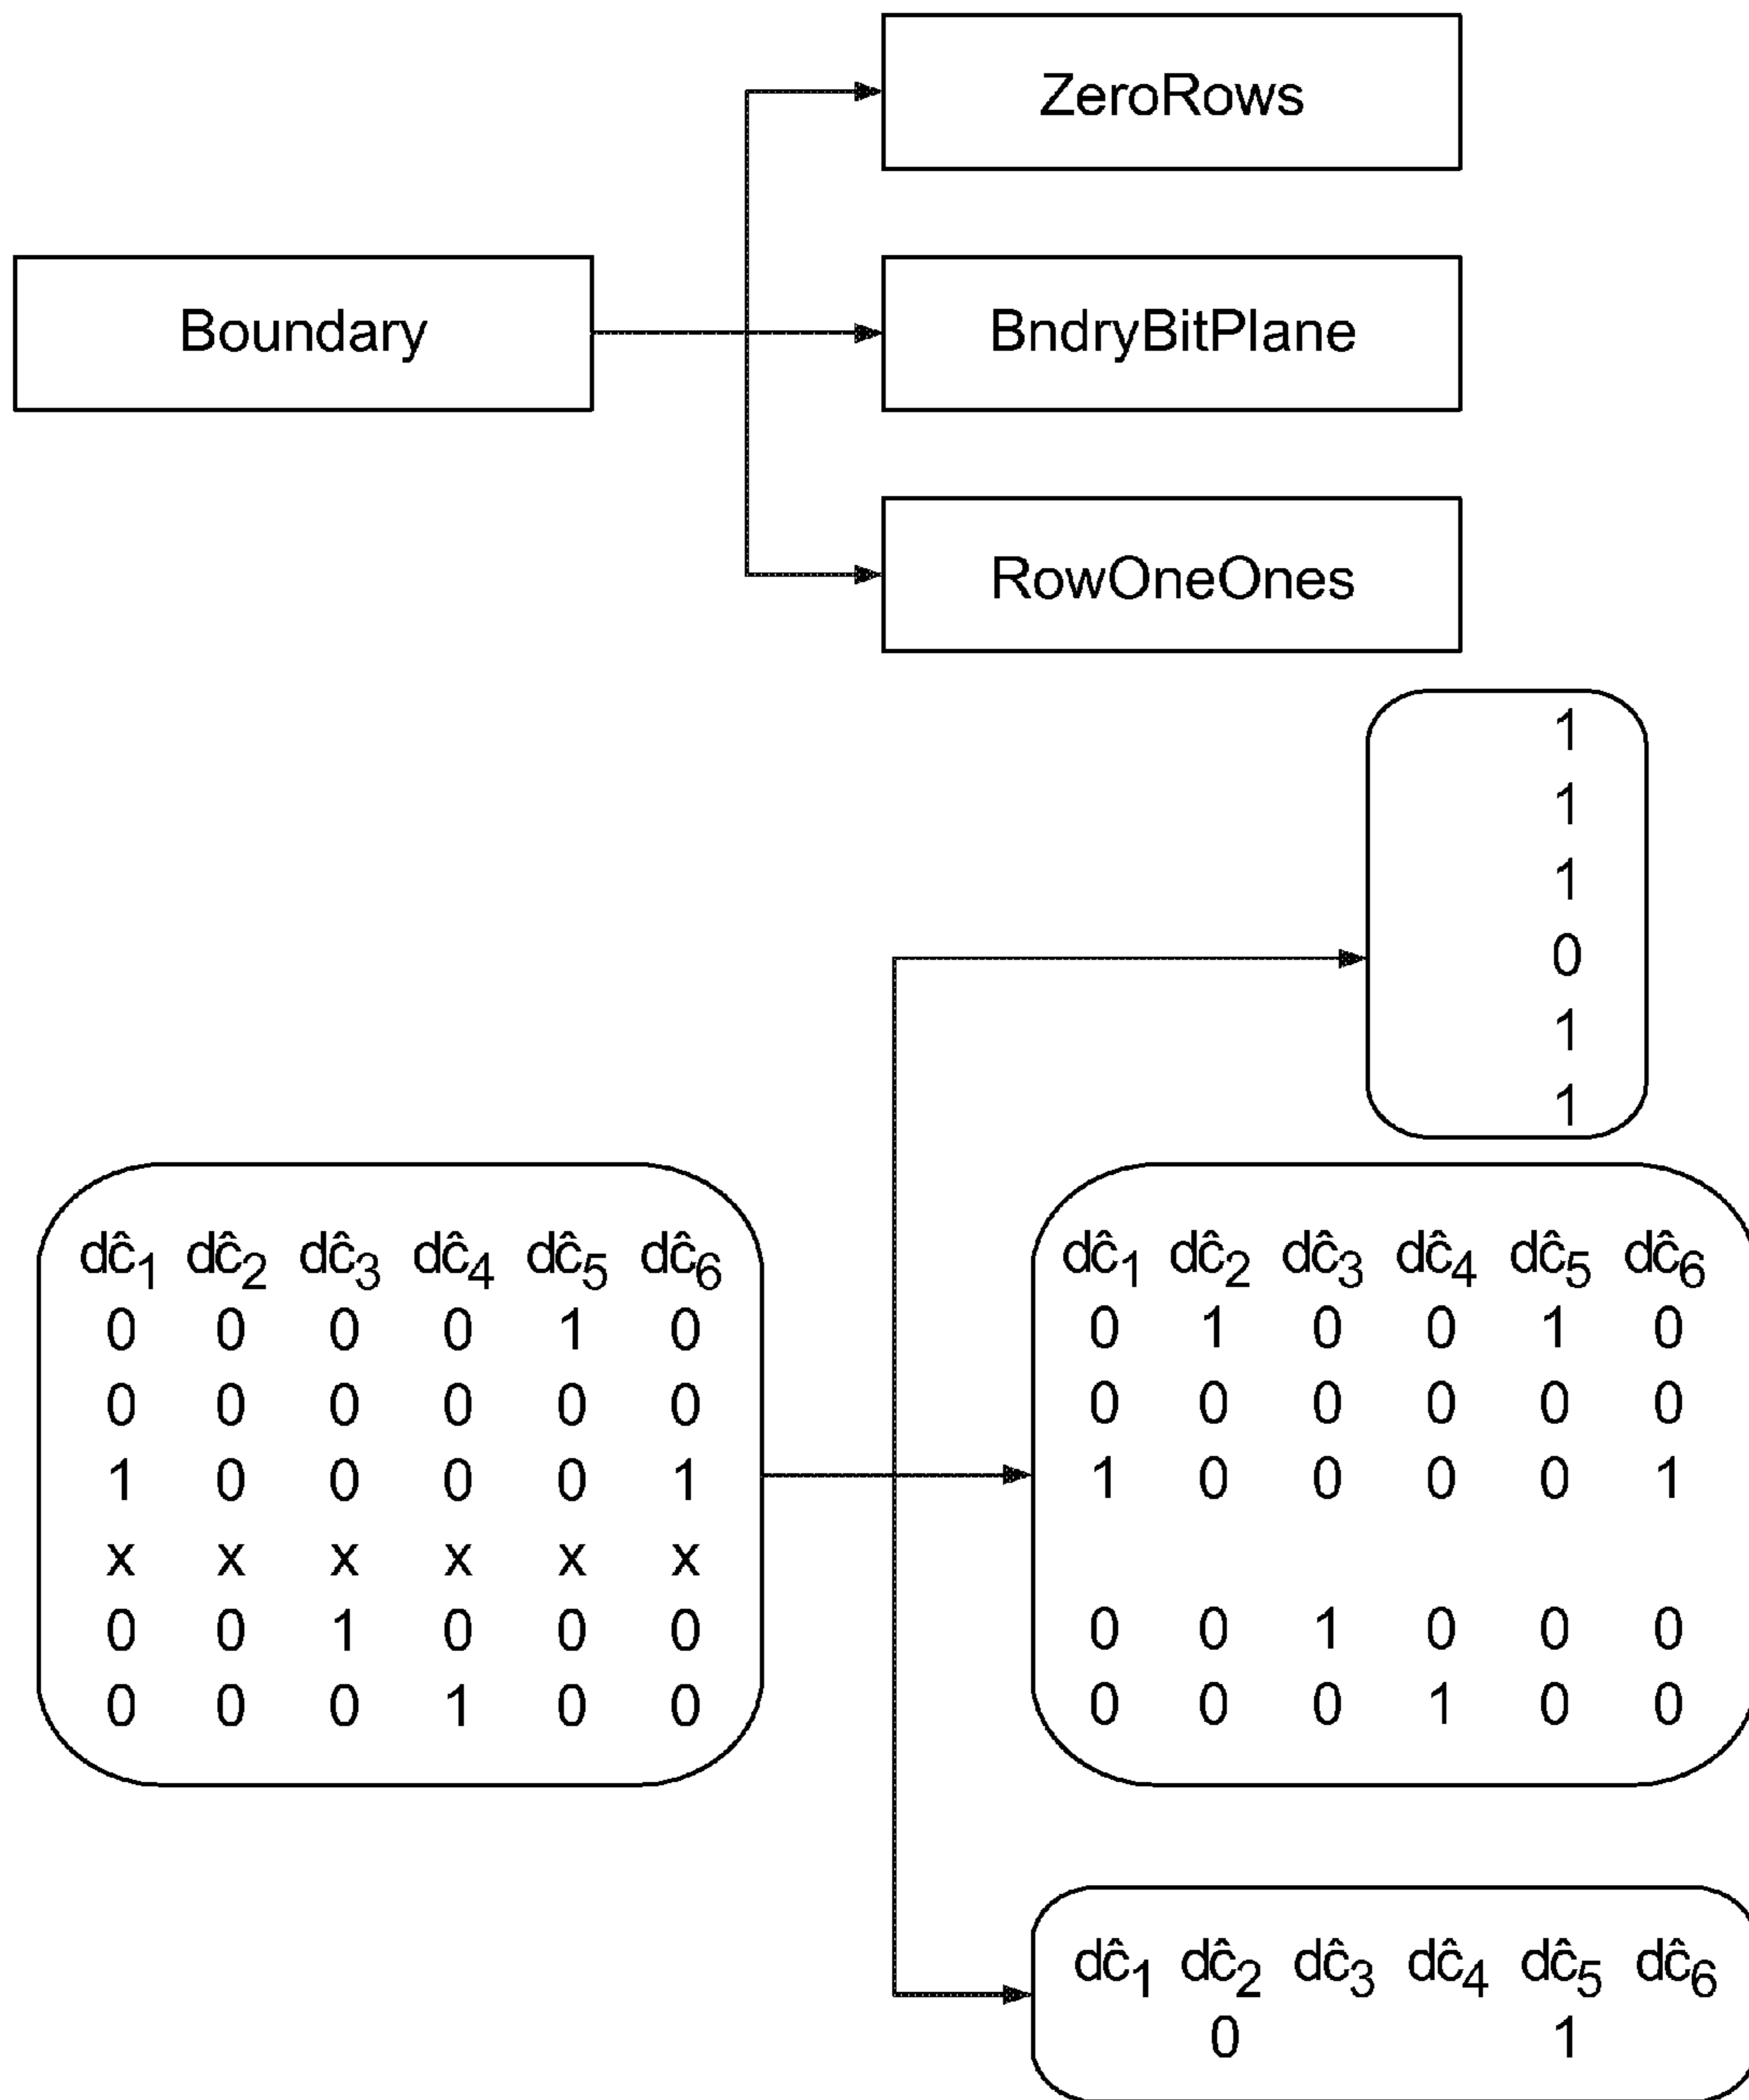 ZeroRows
Boundary
BndryBitPlane
RowOneOnes
1
1
1
0
1
1
dĉ₁ dĉ₂ dĉ₃ dĉ₄ dĉ₅ dĉ₆
0 0 0 0 1 0
0 0 0 0 0 0
1 0 0 0 0 1
x x x x x x
0 0 1 0 0 0
0 0 0 1 0 0
dĉ₁ dĉ₂ dĉ₃ dĉ₄ dĉ₅ dĉ₆
0 1 0 0 1 0
0 0 0 0 0 0
1 0 0 0 0 1
0 0 1 0 0 0
0 0 0 1 0 0
dĉ₁ dĉ₂ dĉ₃ dĉ₄ dĉ₅ dĉ₆
0 1